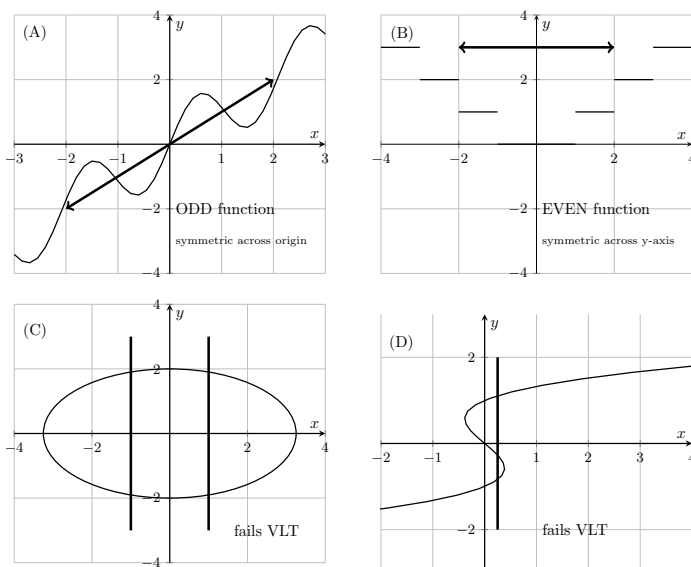 (A)
y
4
2
x
−3
−2
−1
1
2
3
−2
ODD function
symmetric across origin
−4
(B)
y
4
2
x
−4
−2
2
4
−2
EVEN function
symmetric across y-axis
−4
(C)
y
4
2
x
−4
−2
2
4
−2
fails VLT
−4
(D)
y
2
x
−2
−1
1
2
3
4
−2
fails VLT